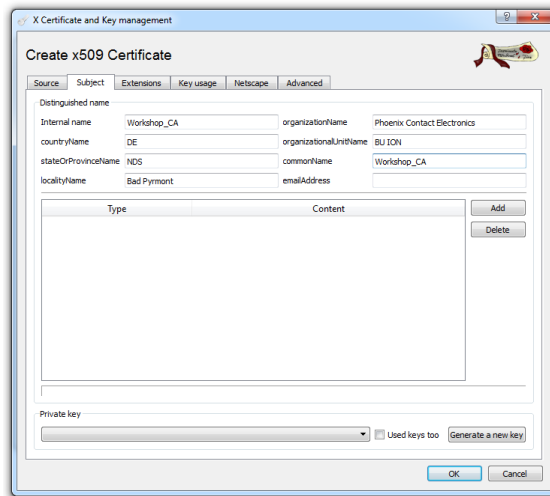 X Certificate and Key management
Create x509 Certificate
Source Subject Extensions Key usage Netscape Advanced
Distinguished name
Internal name Workshop_CA organizationName Phoenix Contact Electronics
countryName DE organizationalUnitName BU ION
stateOrProvinceName NDS commonName Workshop_CA
localityName Bad Pyrmont emailAddress
Type Content Add
Delete
Private key
Used keys too Generate a new key
OK Cancel